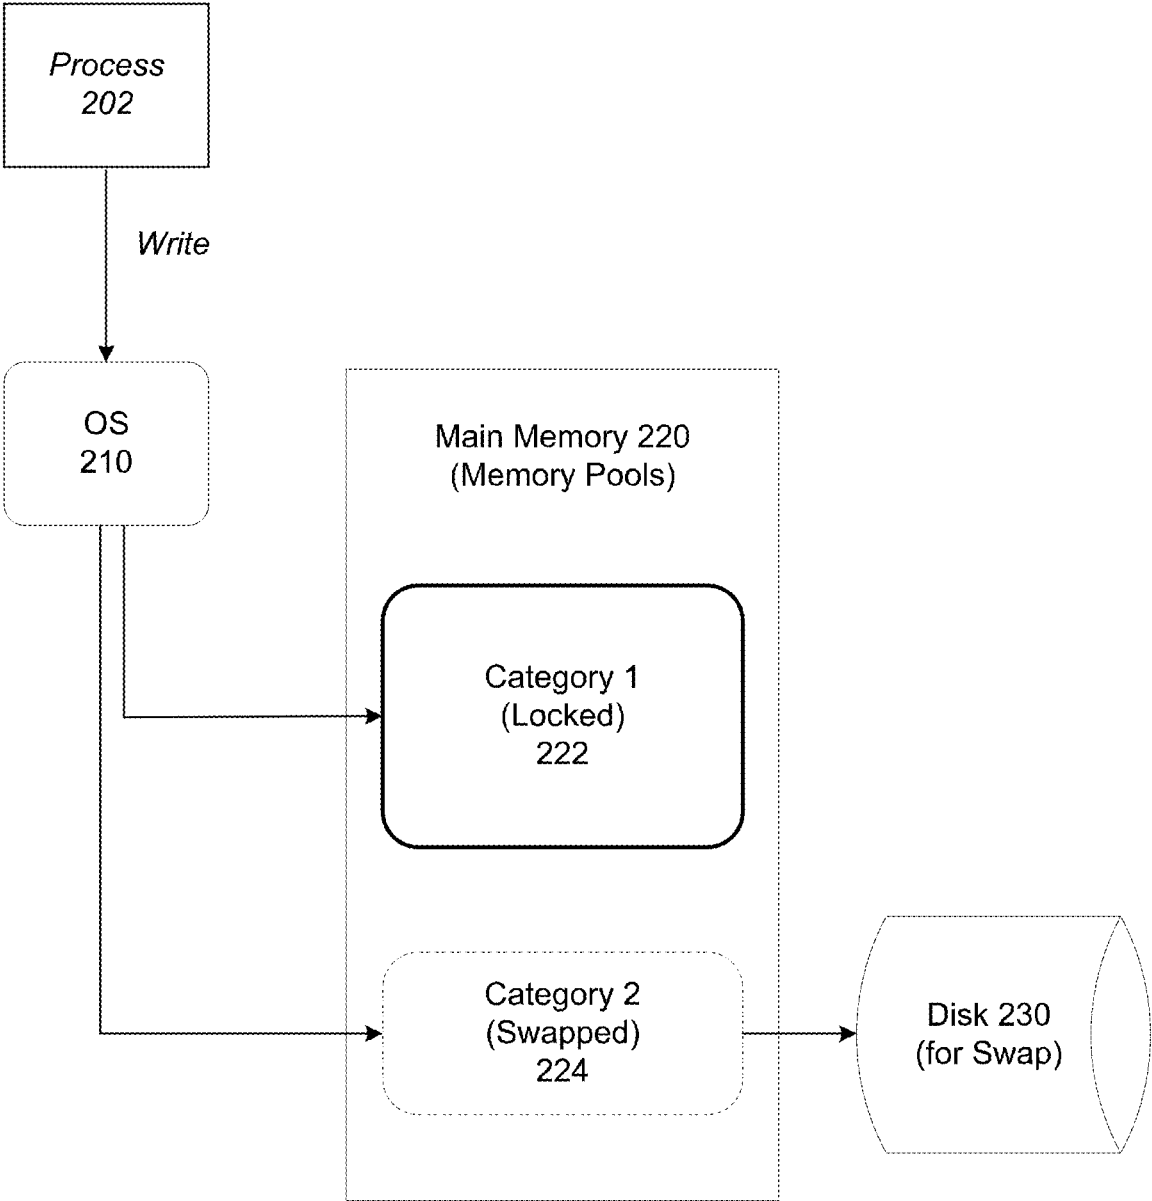 Process
202
Write
OS
210
Main Memory 220
(Memory Pools)
Category 1
(Locked)
222
Category 2
(Swapped)
224
Disk 230
(for Swap)